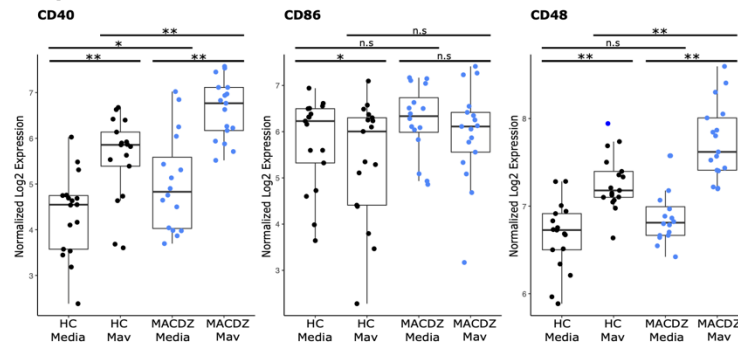 CD40
**
*
**
**
Normalized Log2 Expression
7
6
5
4
3
HC Media
HC Mav
MACDZ Media
MACDZ Mav
CD86
n.s
n.s
*
n.s
Normalized Log2 Expression
7
6
5
4
3
HC Media
HC Mav
MACDZ Media
MACDZ Mav
CD48
**
n.s
**
**
Normalized Log2 Expression
8
7
6
HC Media
HC Mav
MACDZ Media
MACDZ Mav